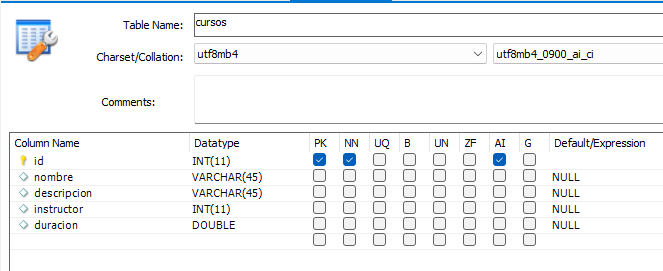 Table Name: cursos
Charset/Collation: utf8mb4 utf8mb4_0900_ai_ci
Comments:
Column Name Datatype PK NN UQ B UN ZF AI G Default/Expression
id INT(11)
nombre VARCHAR(45) NULL
descripcion VARCHAR(45) NULL
instructor INT(11) NULL
duracion DOUBLE NULL